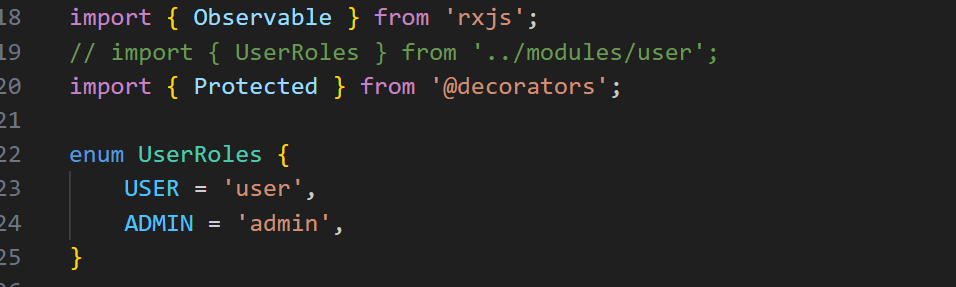 18 import { Observable } from 'rxjs';
19 // import { UserRoles } from '../modules/user';
20 import { Protected } from '@decorators';
21
22 enum UserRoles {
23     USER = 'user',
24     ADMIN = 'admin',
25 }